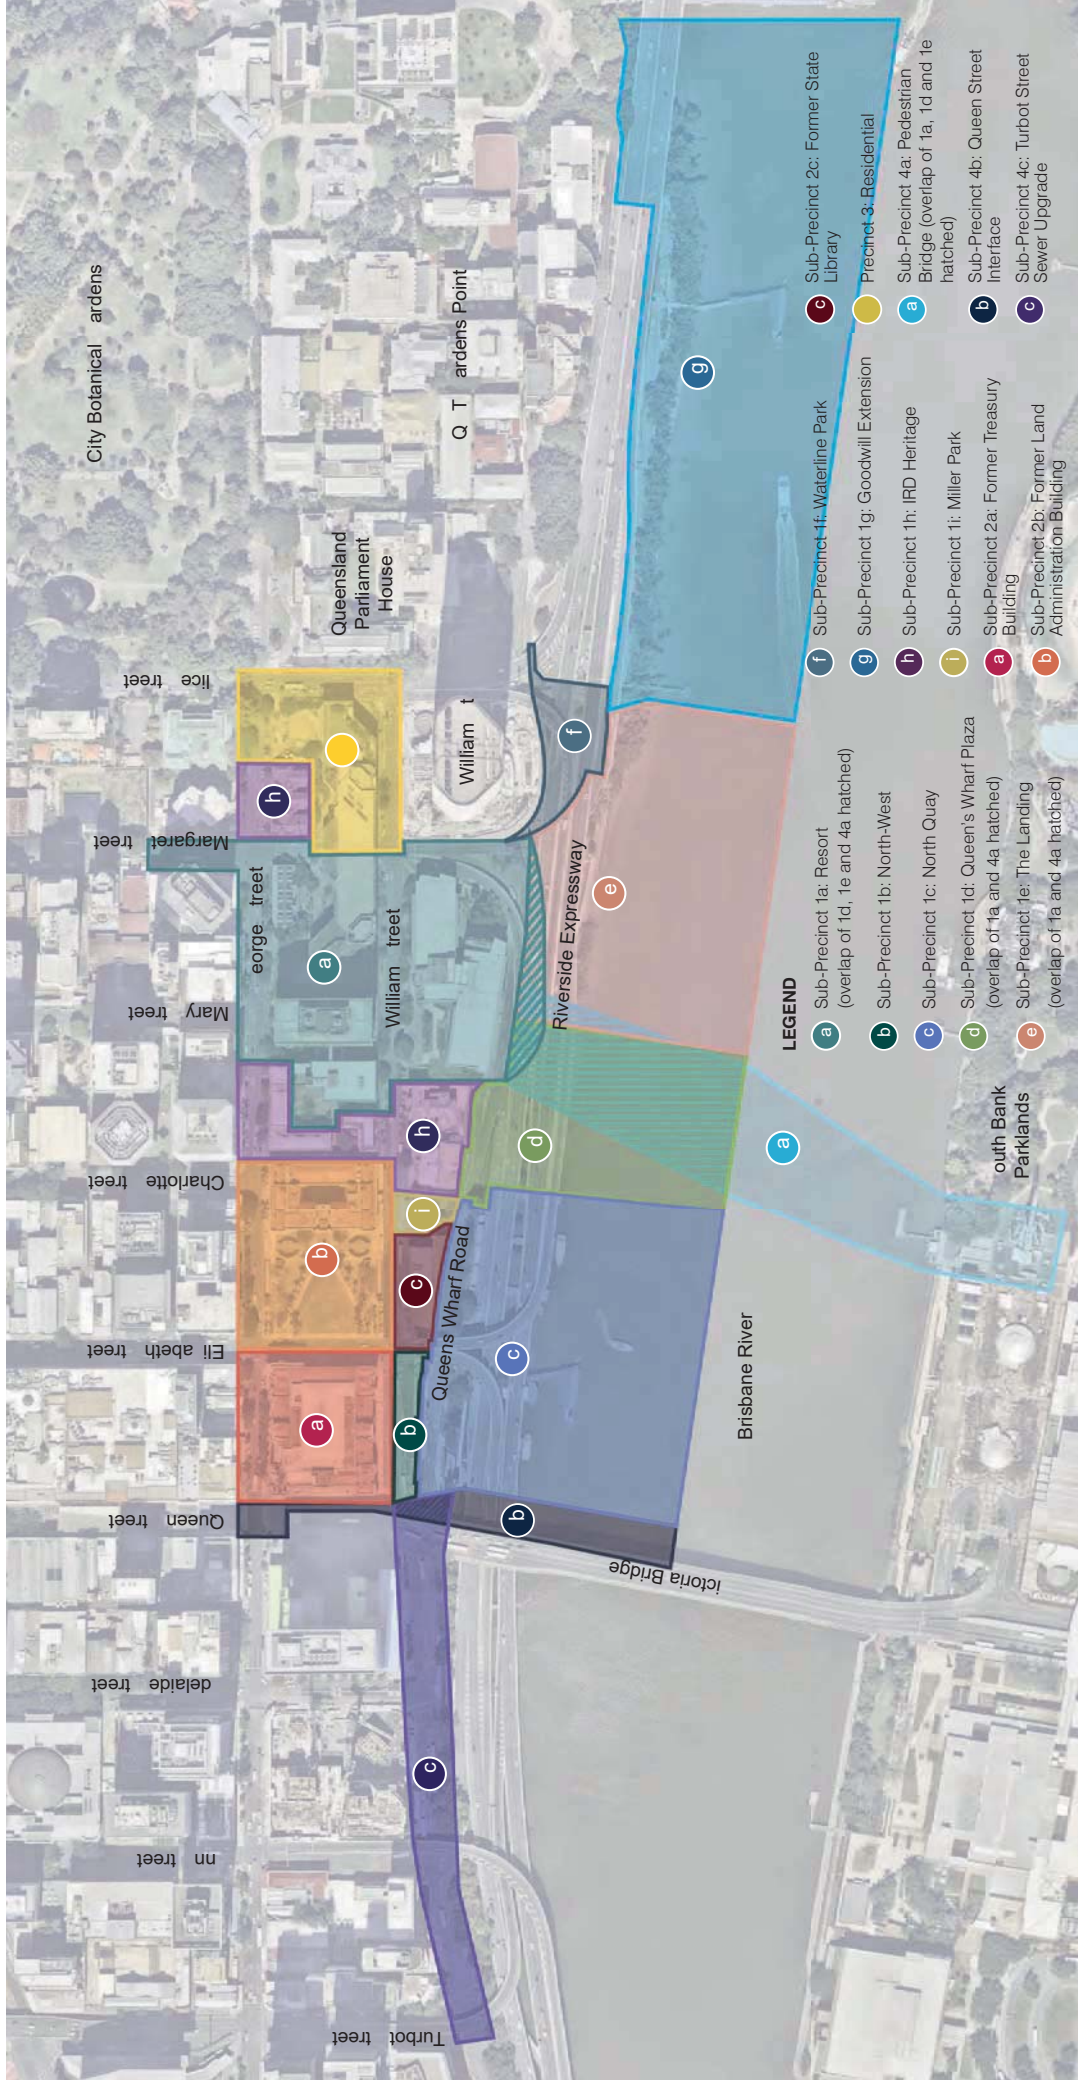 City Botanical ardens
Q T ardens Point
Queensland
Parliament
House
lice treet
Margaret treet
Mary treet
Charlotte treet
Eli abeth treet
Queen treet
delaide treet
nn treet
Turbot treet
eorge treet
William treet
William t
Riverside Expressway
Queens Wharf Road
ictoria Bridge
Brisbane River
outh Bank
Parklands
h
a
f
e
g
h
d
i
b
c
a
b
c
b
c
a
LEGEND
a Sub-Precinct 1a: Resort
(overlap of 1d, 1e and 4a hatched)
b Sub-Precinct 1b: North-West
c Sub-Precinct 1c: North Quay
d Sub-Precinct 1d: Queen's Wharf Plaza
(overlap of 1a and 4a hatched)
e Sub-Precinct 1e: The Landing
(overlap of 1a and 4a hatched)
f Sub-Precinct 1f: Waterline Park
g Sub-Precinct 1g: Goodwill Extension
h Sub-Precinct 1h: IRD Heritage
i Sub-Precinct 1i: Miller Park
a Sub-Precinct 2a: Former Treasury
Building
b Sub-Precinct 2b: Former Land
Administration Building
c Sub-Precinct 2c: Former State
Library
Precinct 3: Residential
a Sub-Precinct 4a: Pedestrian
Bridge (overlap of 1a, 1d and 1e
hatched)
b Sub-Precinct 4b: Queen Street
Interface
c Sub-Precinct 4c: Turbot Street
Sewer Upgrade